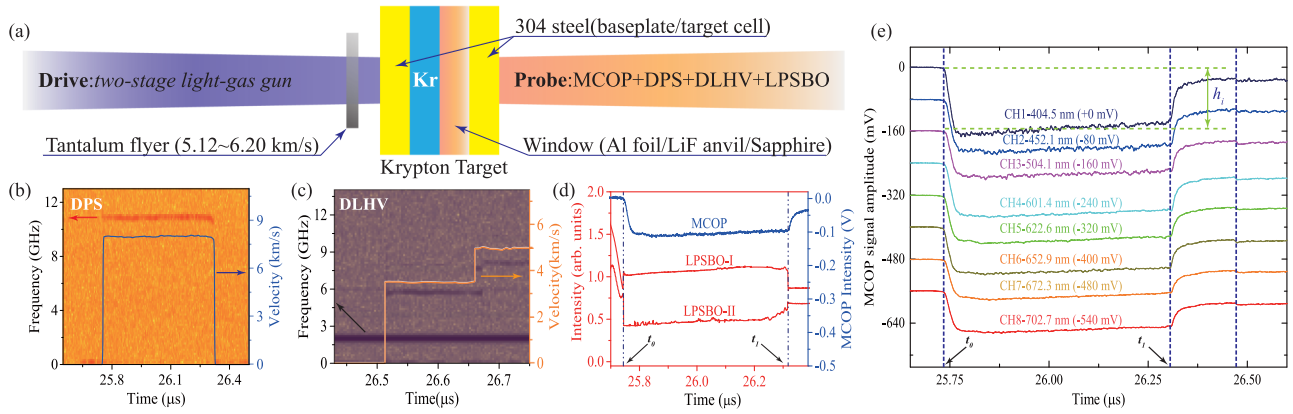 (a)
304 steel(baseplate/target cell)
Drive:two-stage light-gas gun
Kr
Probe:MCOP+DPS+DLHV+LPSBO
Tantalum flyer (5.12~6.20 km/s)
Window (Al foil/LiF anvil/Sapphire)
Krypton Target
(b)
DPS
Frequency (GHz)
12
9
6
3
0
Velocity(km/s)
9
6
3
0
25.8 26.1 26.4
Time (μs)
(c)
DLHV
Frequency (GHz)
12
9
6
3
0
Velocity(km/s)
6
4
2
0
26.5 26.6 26.7
Time(μs)
(d)
Intensity (arb. units)
2.0
1.5
1.0
0.5
0.0
MCOP
LPSBO-I
LPSBO-II
t0
t1
MCOP Intensity (V)
0.0
-0.1
-0.2
-0.3
-0.4
-0.5
25.8 26.0 26.2
Time (μs)
(e)
MCOP signal amplitude (mV)
0
-160
-320
-480
-640
hi
CH1-404.5 nm (+0 mV)
CH2-452.1 nm (-80 mV)
CH3-504.1 nm (-160 mV)
CH4-601.4 nm (-240 mV)
CH5-622.6 nm (-320 mV)
CH6-652.9 nm (-400 mV)
CH7-672.3 nm (-480 mV)
CH8-702.7 nm (-540 mV)
t0
t1
25.75 26.00 26.25 26.50
Time (μs)